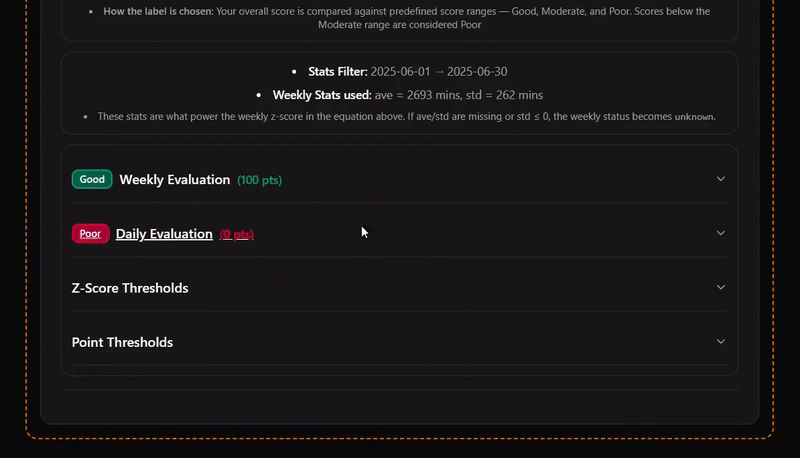 • How the label is chosen: Your overall score is compared against predefined score ranges — Good, Moderate, and Poor. Scores below the
Moderate range are considered Poor
• Stats Filter: 2025-06-01 → 2025-06-30
• Weekly Stats used: ave = 2693 mins, std = 262 mins
• These stats are what power the weekly z-score in the equation above. If ave/std are missing or std ≤ 0, the weekly status becomes unknown.
Good Weekly Evaluation (100 pts)
Poor Daily Evaluation (0 pts)
Z-Score Thresholds
Point Thresholds